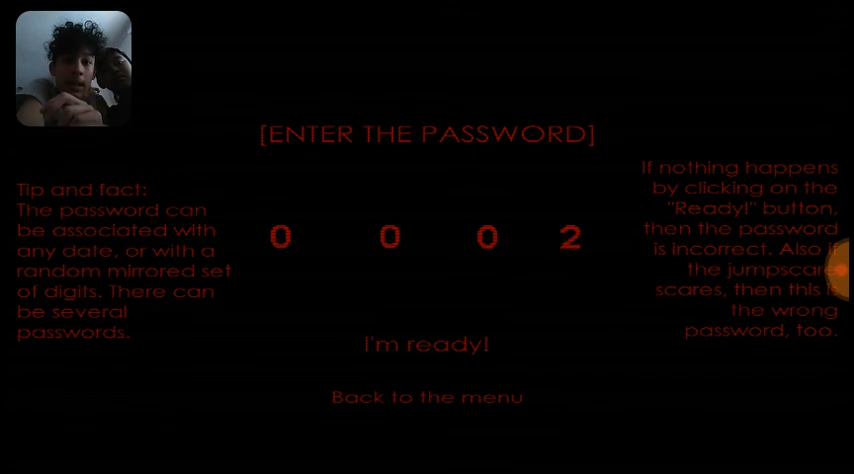 [ENTER THE PASSWORD]
Tip and fact:
The password can
be associated with
any date, or with a
random mirrored set
of digits. There can
be several
passwords.
0 0 0 2
If nothing happens
by clicking on the
"Ready!" button,
then the password
is incorrect. Also if
the jumpscare
scares, then this is
the wrong
password, too.
I'm ready!
Back to the menu